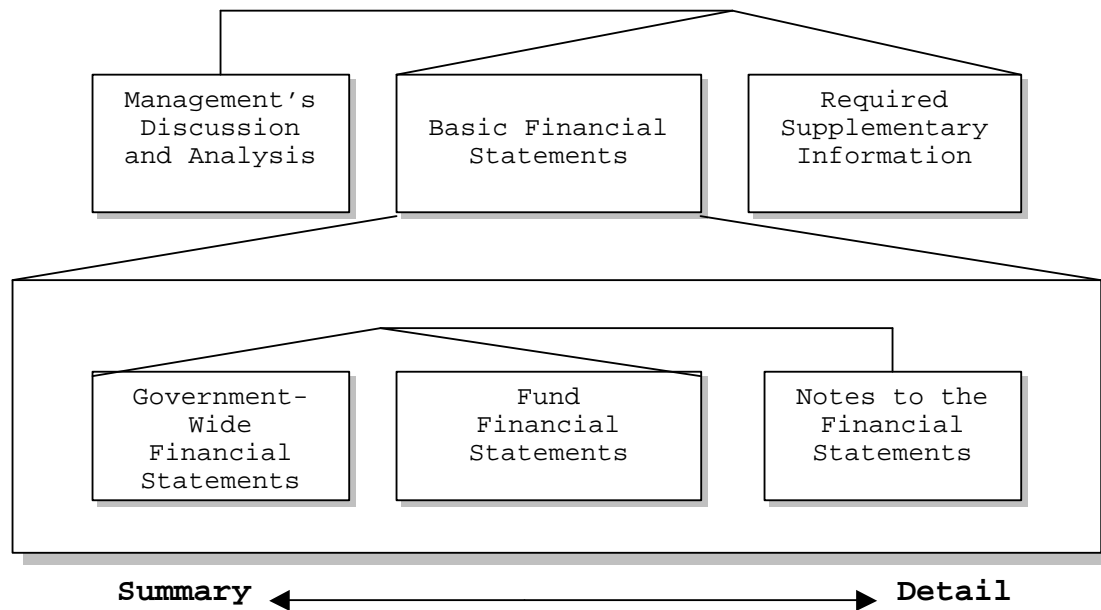 Management's
Discussion
and Analysis
Basic Financial
Statements
Required
Supplementary
Information
Government-
Wide
Financial
Statements
Fund
Financial
Statements
Notes to the
Financial
Statements
Summary
Detail